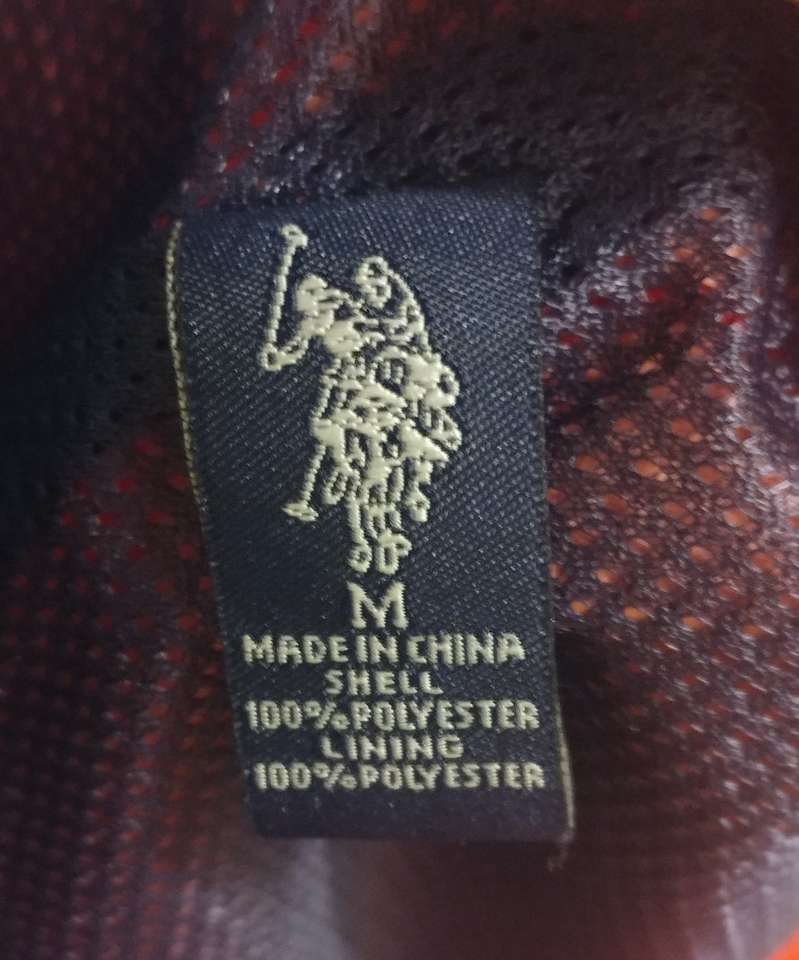 M
MADE IN CHINA
SHELL
100%POLYESTER
LINING
100%POLYESTER